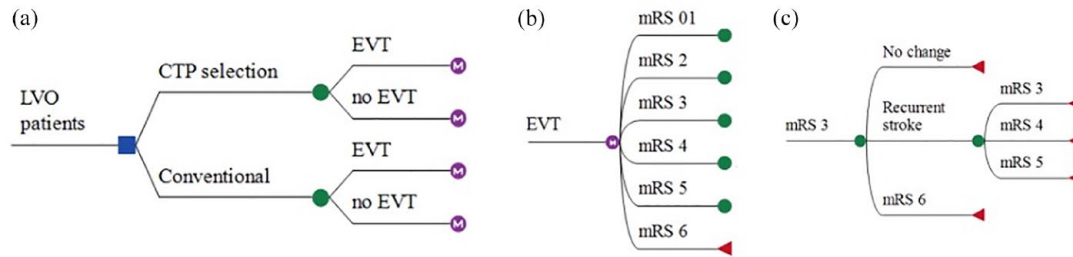 (a)
LVO
patients
CTP selection
Conventional
EVT
M
no EVT
M
EVT
M
no EVT
M
(b)
EVT
M
mRS 01
mRS 2
mRS 3
mRS 4
mRS 5
mRS 6
(c)
mRS 3
No change
Recurrent
stroke
mRS 3
mRS 4
mRS 5
mRS 6